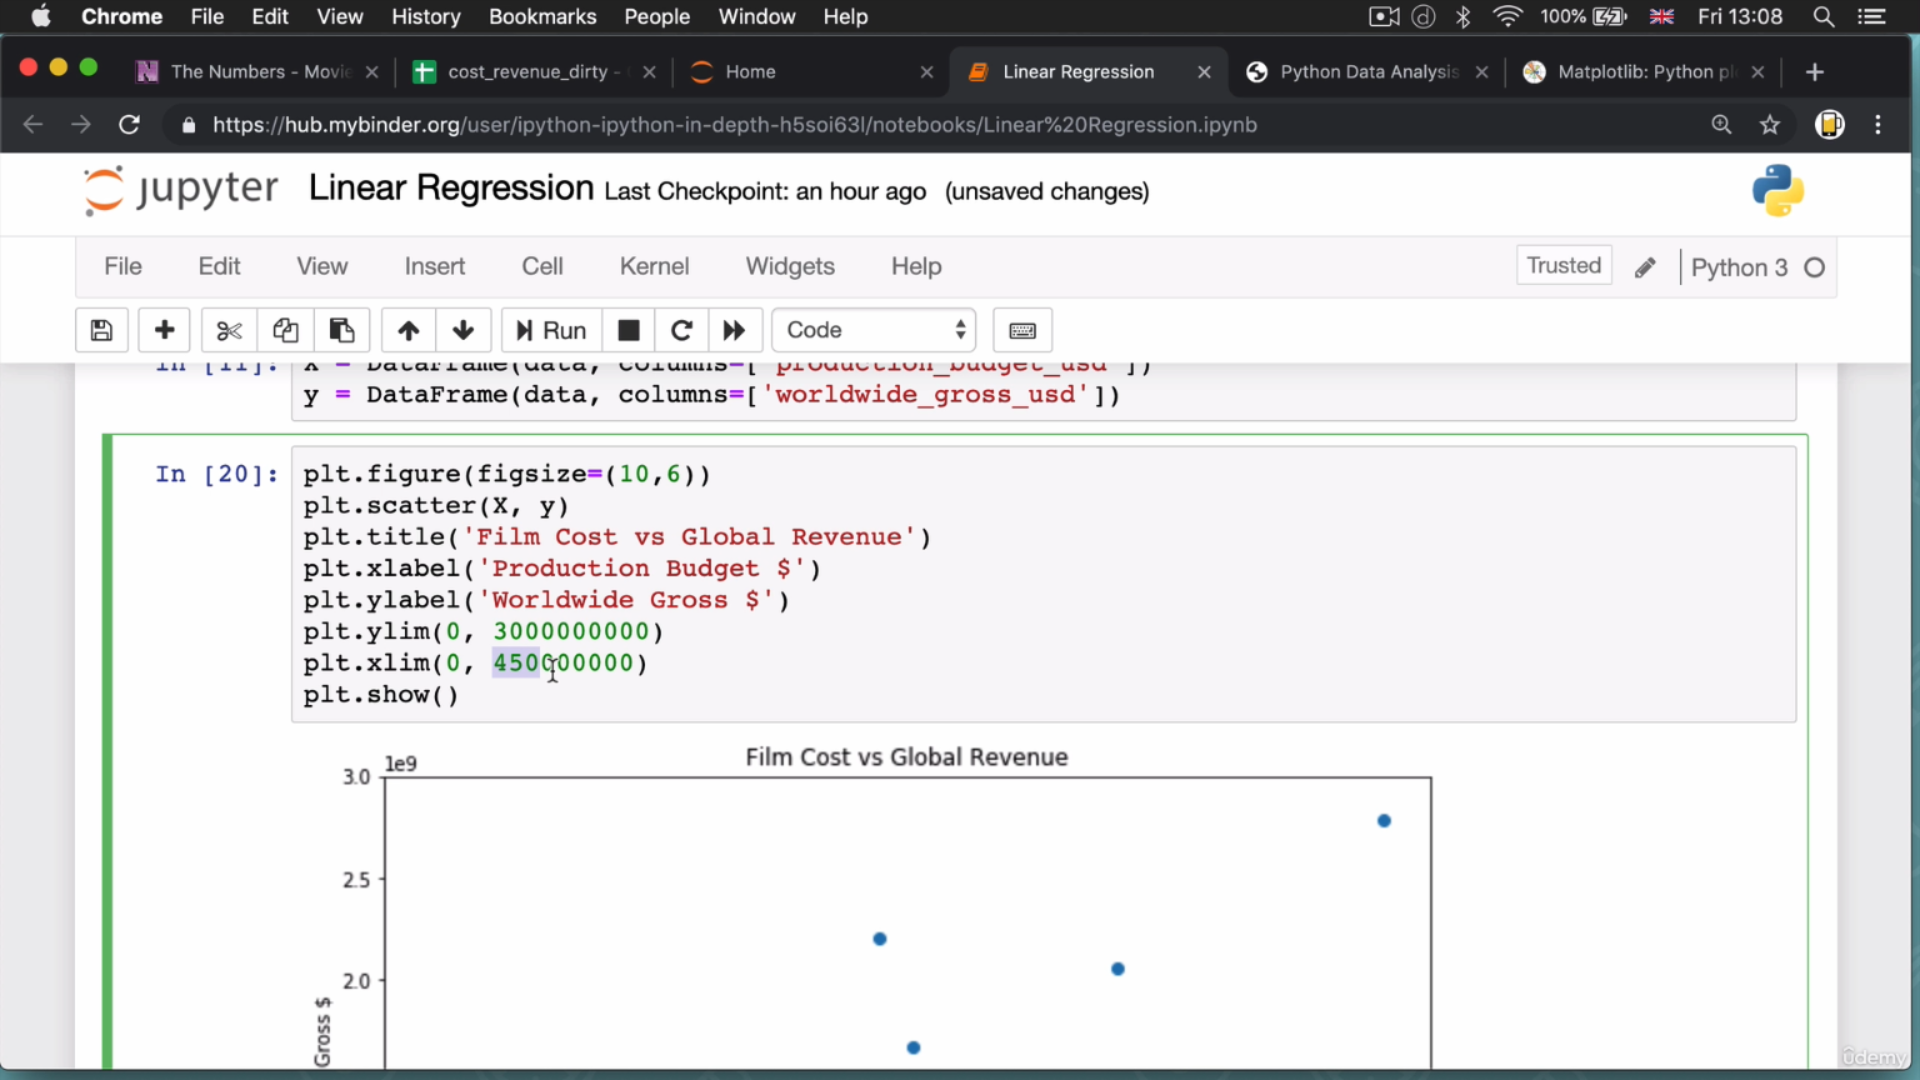 Chrome File Edit View History Bookmarks People Window Help 100% Fri 13:08
The Numbers - Movie cost_revenue_dirty - Home Linear Regression Python Data Analysis Matplotlib: Python pl
https://hub.mybinder.org/user/ipython-ipython-in-depth-h5soi63l/notebooks/Linear%20Regression.ipynb
jupyter Linear Regression Last Checkpoint: an hour ago (unsaved changes)
File Edit View Insert Cell Kernel Widgets Help Trusted Python 3
Run Code
In [11]: X = DataFrame(data, columns=['production_budget_usd'])
y = DataFrame(data, columns=['worldwide_gross_usd'])
In [20]: plt.figure(figsize=(10,6))
plt.scatter(X, y)
plt.title('Film Cost vs Global Revenue')
plt.xlabel('Production Budget $')
plt.ylabel('Worldwide Gross $')
plt.ylim(0, 3000000000)
plt.xlim(0, 450000000)
plt.show()
Film Cost vs Global Revenue
1e9
3.0
2.5
2.0
Gross $
ûdemy